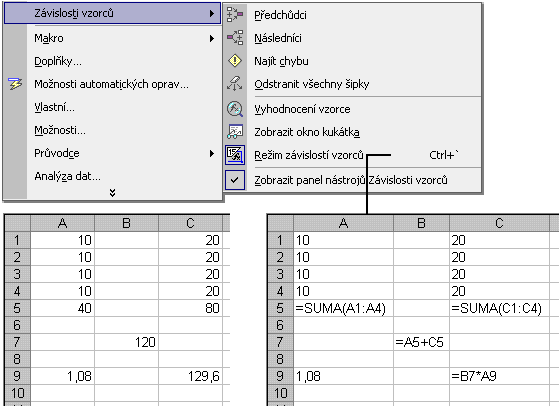 Závislosti vzorců
Makro
Doplňky...
Možnosti automatických oprav...
Vlastní...
Možnosti...
Průvodce
Analýza dat...
Předchůdci
Následníci
Najít chybu
Odstranit všechny šipky
Vyhodnocení vzorce
Zobrazit okno kukátka
Režim závislostí vzorců Ctrl+`
Zobrazit panel nástrojů Závislosti vzorců
A B C
1 10 20
2 10 20
3 10 20
4 10 20
5 40 80
6
7 120
8
9 1,08 129,6
10
A B C
1 10 20
2 10 20
3 10 20
4 10 20
5 =SUMA(A1:A4) =SUMA(C1:C4)
6
7 =A5+C5
8
9 1,08 =B7*A9
10